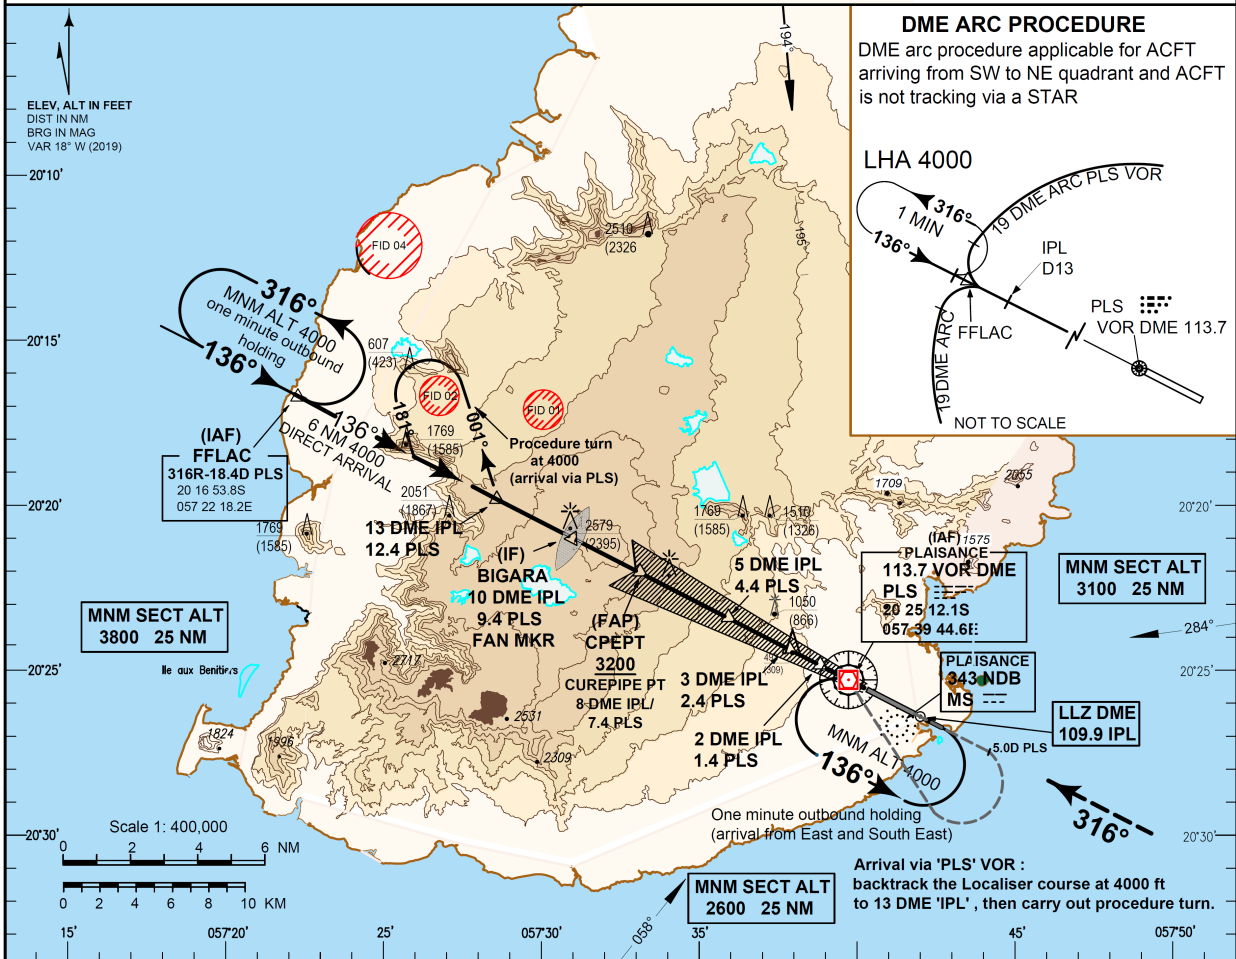 ELEV, ALT IN FEET
DIST IN NM
BRG IN MAG
VAR 18° W (2019)
194°
DME ARC PROCEDURE
DME arc procedure applicable for ACFT
arriving from SW to NE quadrant and ACFT
is not tracking via a STAR
LHA 4000
316°
1 MIN
136°
19 DME ARC PLS VOR
IPL
D13
FFLAC
PLS
VOR DME 113.7
19DME ARC
NOT TO SCALE
20°10'
20°15'
20°20'
20°25'
20°30'
FID 04
2510
(2326
195°
316°
MNM ALT 4000
one minute outbound
holding
136°
607
(423)
FID 02
FID 01
181°
001°
136°
6 NM 4000
DIRECT ARRIVAL
1769
(1585)
Procedure turn
at 4000
(arrival via PLS)
(IAF)
FFLAC
316R-18.4D PLS
20 16 53.8S
057 22 18.2E
1769
(1585)
2051
(1867)
13 DME IPL
12.4 PLS
2579
(2395)
(IF)
BIGARA
10 DME IPL
9.4 PLS
FAN MKR
1769
(1585)
1510
(1326)
1709
2055
20°20'
1575
5 DME IPL
4.4 PLS
1050
(866)
(IAF)
PLAISANCE
113.7 VOR DME
PLS
20 25 12.1S
057 39 44.6E
MNM SECT ALT
3100 25 NM
284°
MNM SECT ALT
3800 25 NM
(FAP)
CPEPT
3200
CUREPIPE PT
8 DME IPL/
7.4 PLS
3 DME IPL
2.4 PLS
2 DME IPL
1.4 PLS
PLAISANCE
343 NDB
MS
20°25'
LLZ DME
109.9 IPL
Ile aux Benitiers
2717
2531
2309
1824
1996
MNM ALT 4000
136°
5.0D PLS
One minute outbound holding
(arrival from East and South East)
316°
20°30'
Scale 1: 400,000
0 2 4 6 NM
0 2 4 6 8 10 KM
MNM SECT ALT
2600 25 NM
058°
Arrival via 'PLS' VOR :
backtrack the Localiser course at 4000 ft
to 13 DME 'IPL' , then carry out procedure turn.
15' 057°20' 25' 057°30' 35' 45' 057°50'